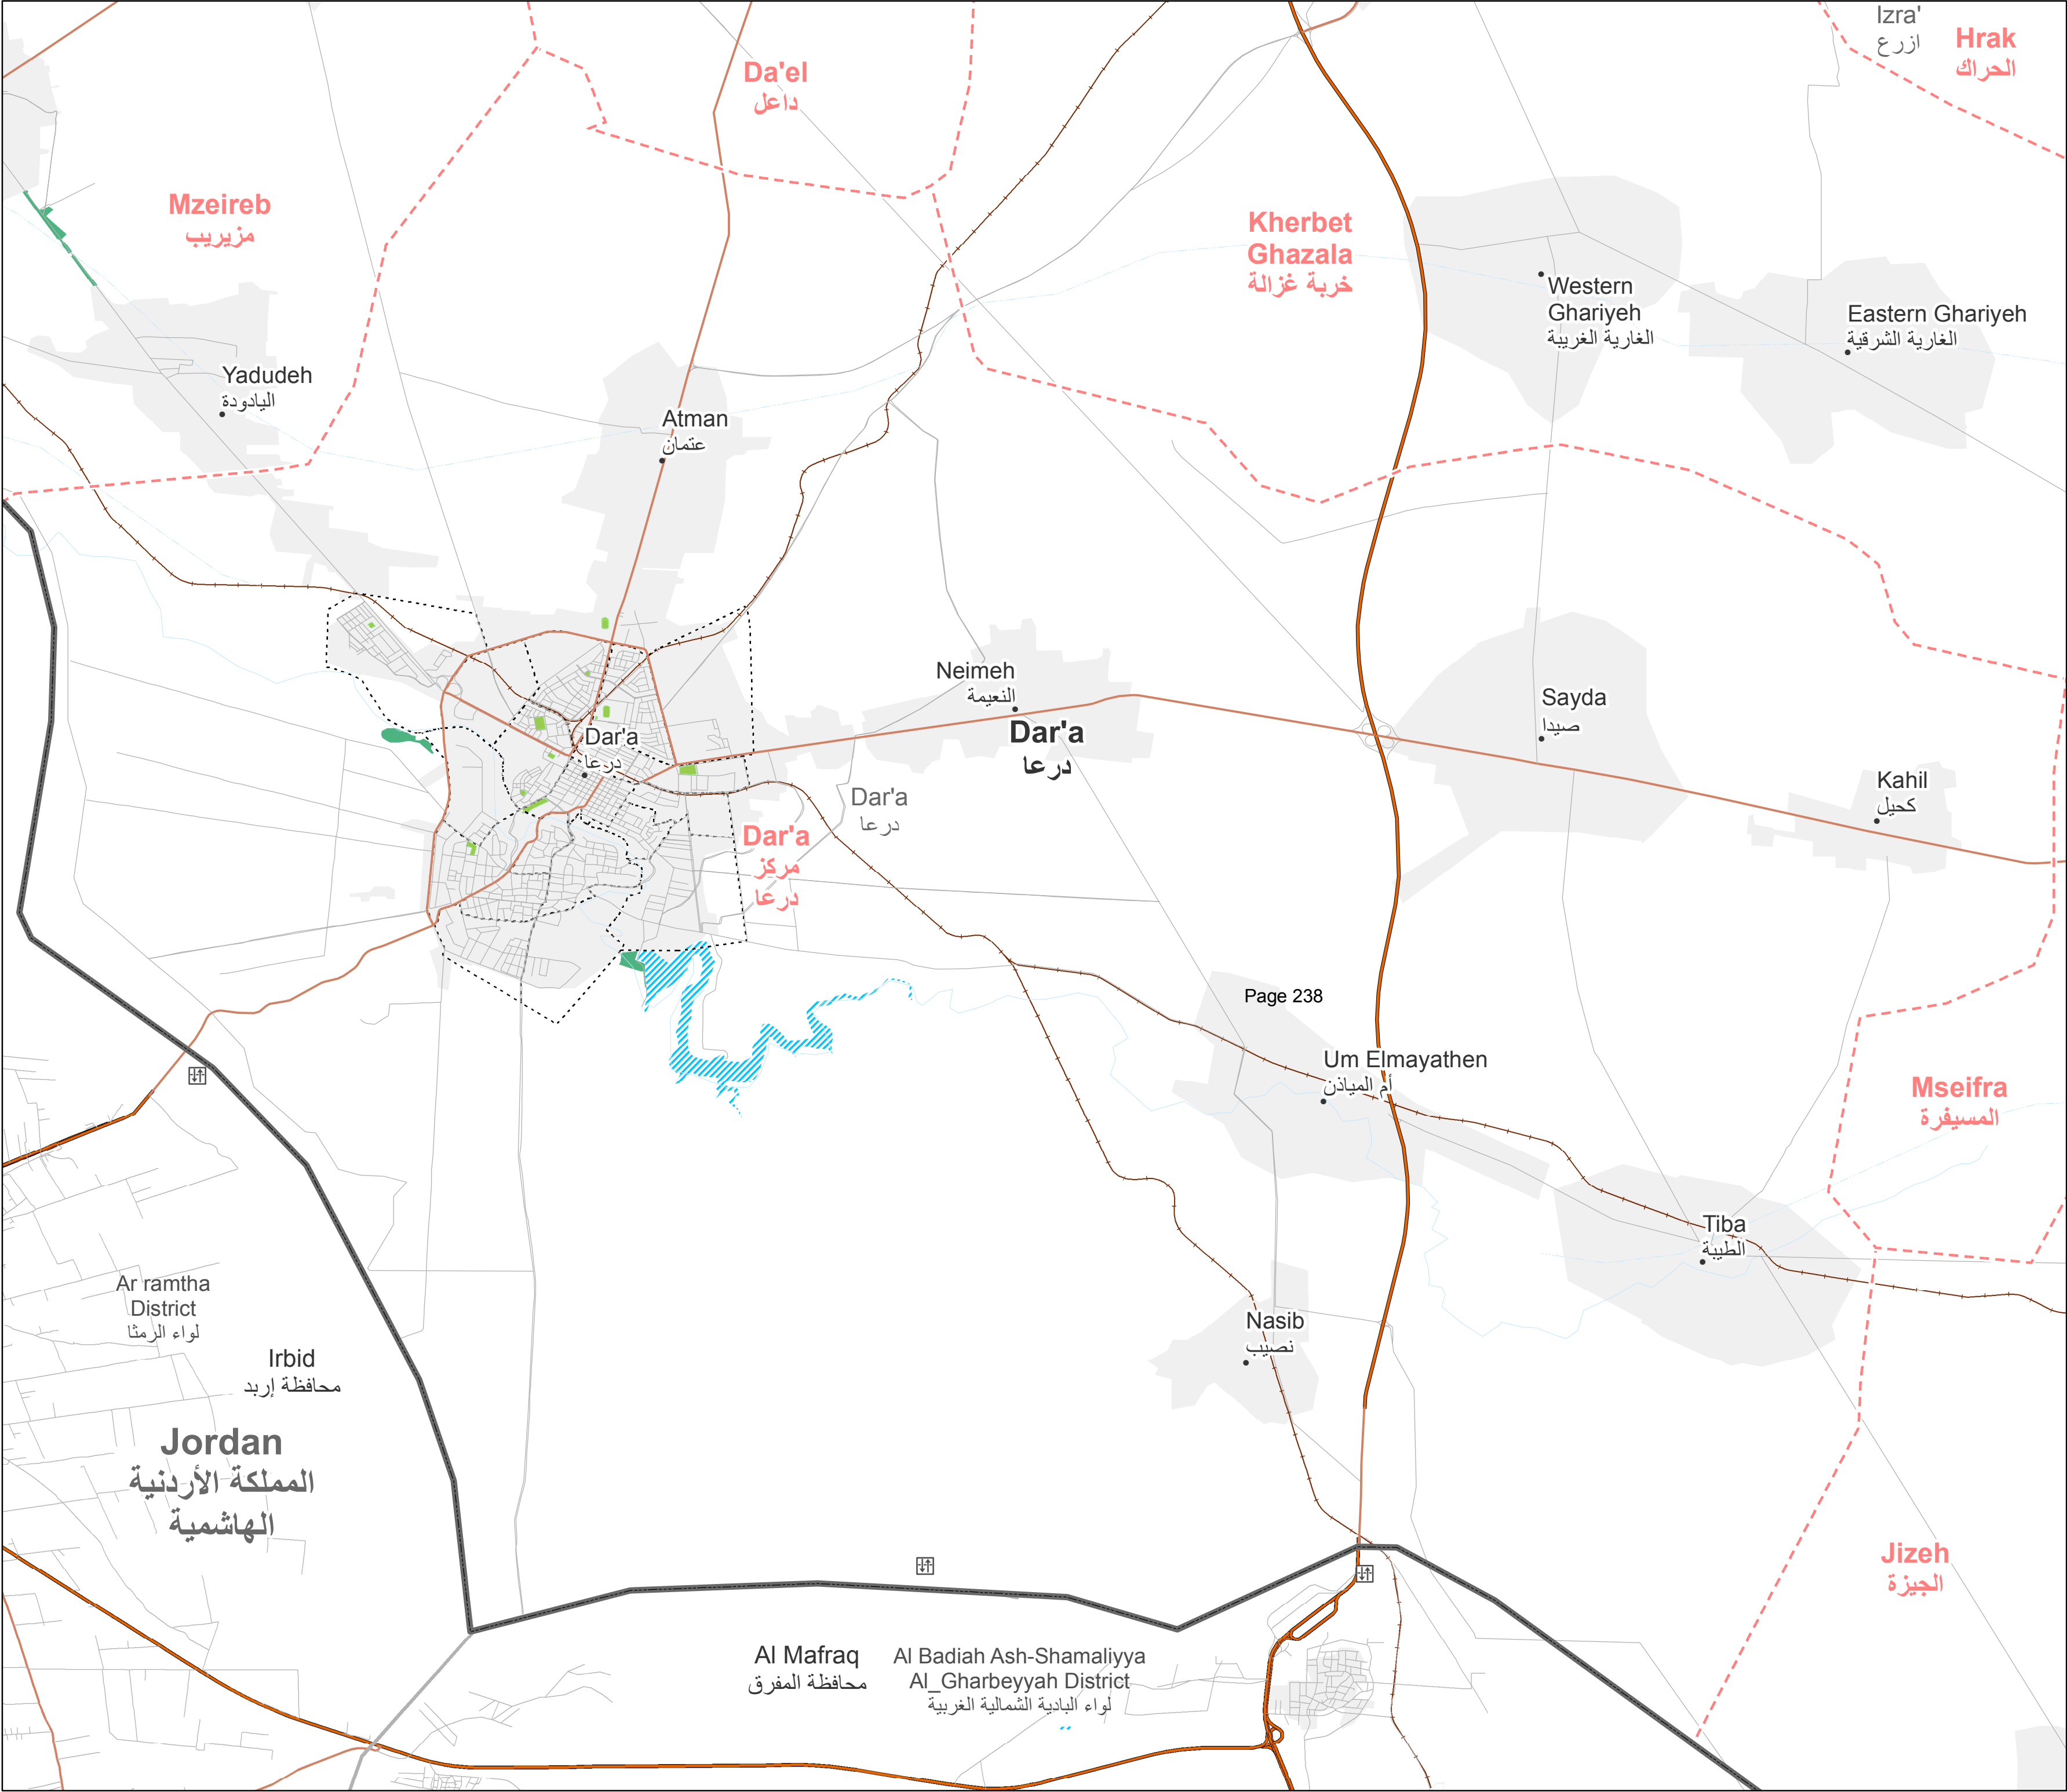 Izra'
ازرع
Hrak
الحراك
Da'el
داعل
Mzeireb
مزيريب
Kherbet
Ghazala
خربة غزالة
Western
Ghariyeh
الغارية الغربية
Eastern Ghariyeh
الغارية الشرقية
Yadudeh
اليادودة
Atman
عتمان
Neimeh
النعيمة
Dar'a
درعا
Sayda
صيدا
Dar'a
درعا
Kahil
كحيل
Dar'a
درعا
Dar'a
مركز
درعا
Page 238
Um Elmayathen
أم المياذن
Mseifra
المسيفرة
Tiba
الطيبة
Ar ramtha
District
لواء الرمثا
Nasib
نصيب
Irbid
محافظة إربد
Jordan
المملكة الأردنية
الهاشمية
Jizeh
الجيزة
Al Mafraq
محافظة المفرق
Al Badiah Ash-Shamaliyya
Al_Gharbeyyah District
لواء البادية الشمالية الغربية